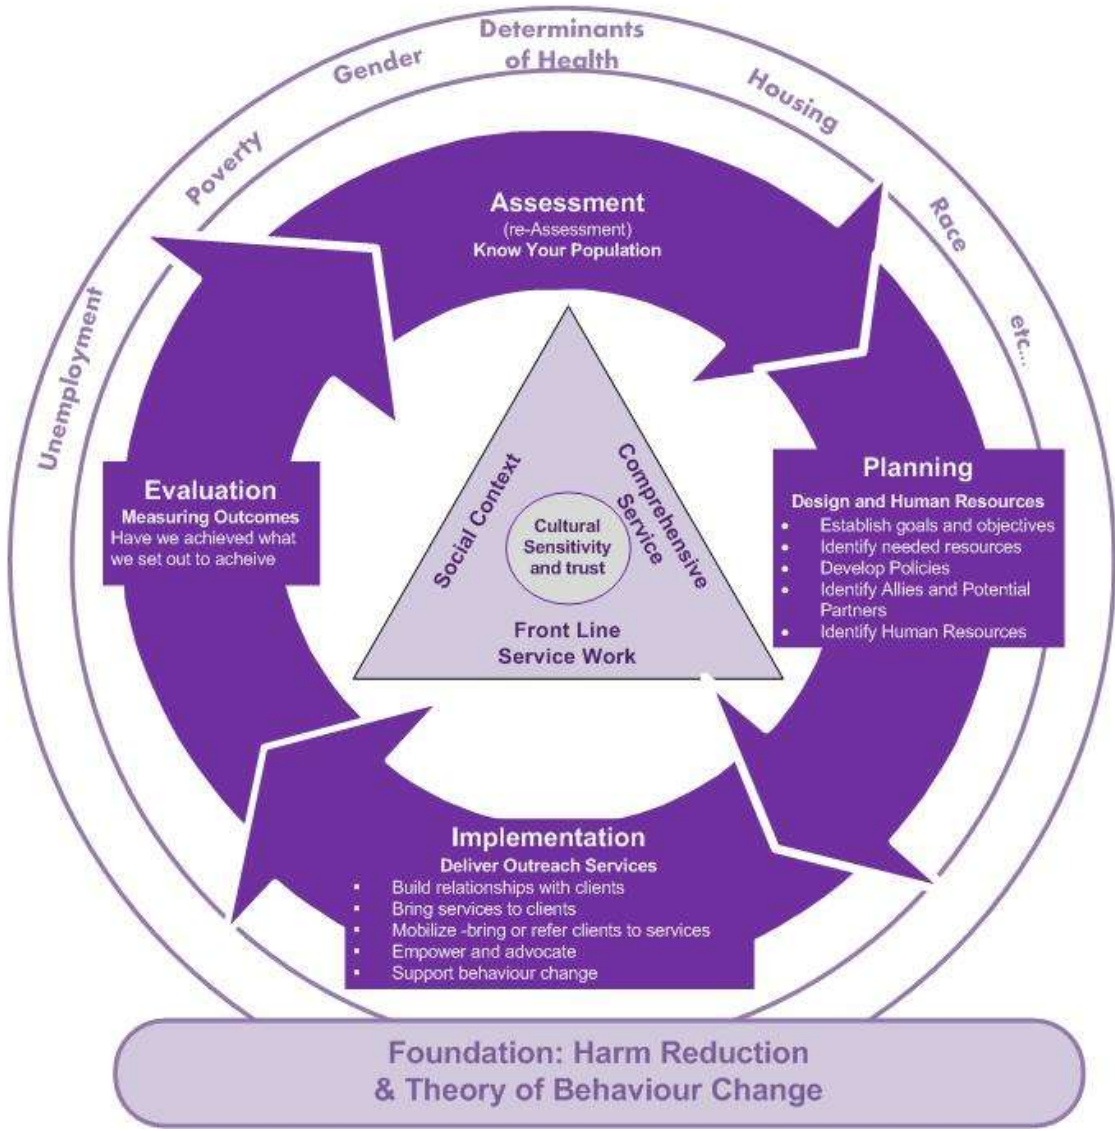 Determinants
of Health
Gender
Poverty
Unemployment
Housing
Race
etc...
Assessment
(re-Assessment)
Know Your Population
Planning
Design and Human Resources
• Establish goals and objectives
• Identify needed resources
• Develop Policies
• Identify Allies and Potential
Partners
• Identify Human Resources
Implementation
Deliver Outreach Services
▪ Build relationships with clients
▪ Bring services to clients
▪ Mobilize -bring or refer clients to services
▪ Empower and advocate
▪ Support behaviour change
Evaluation
Measuring Outcomes
Have we achieved what
we set out to acheive
Social Context
Comprehensive
Service
Cultural
Sensitivity
and trust
Front Line
Service Work
Foundation: Harm Reduction
& Theory of Behaviour Change